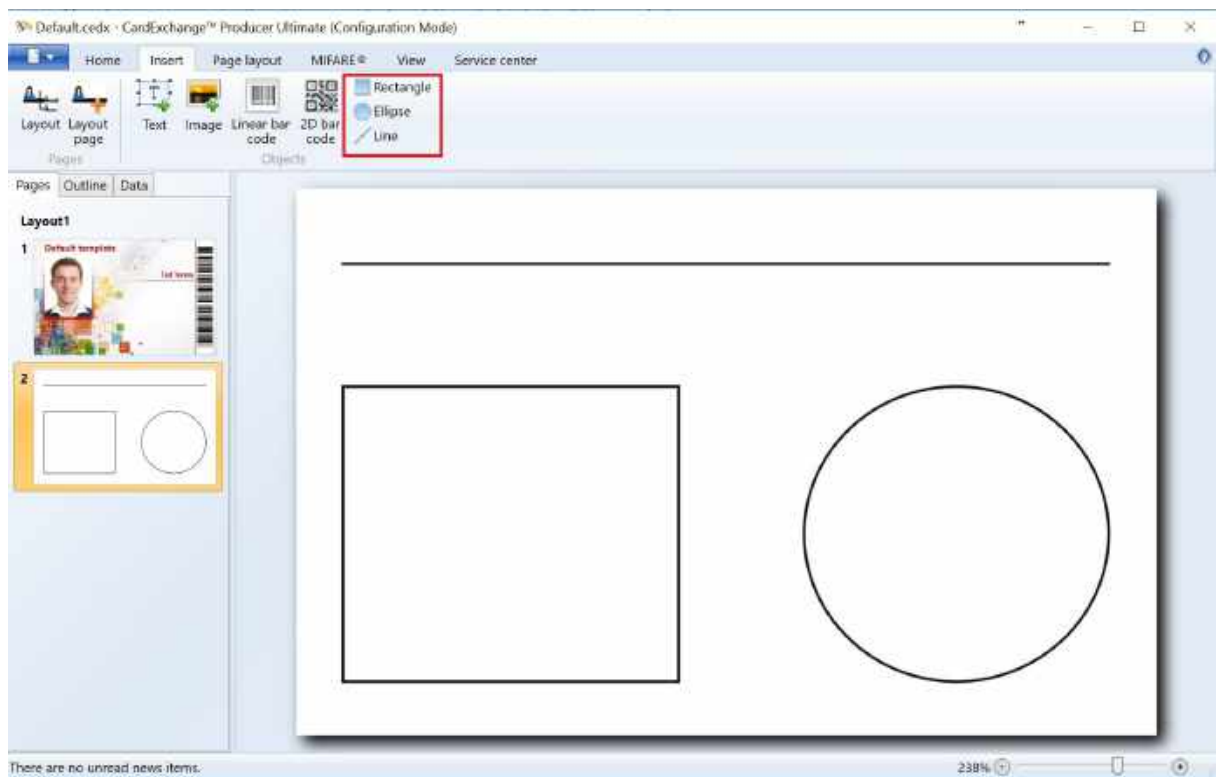 Default.cedx - CardExchange™ Producer Ultimate (Configuration Mode)
Home Insert Page layout MIFARE® View Service center
Layout Layout page Text Image Linear bar code 2D bar code Rectangle
Ellipse
Line
Pages Objects
Pages Outline Data
Layout1
1 Default template
2
There are no unread news items. 238%